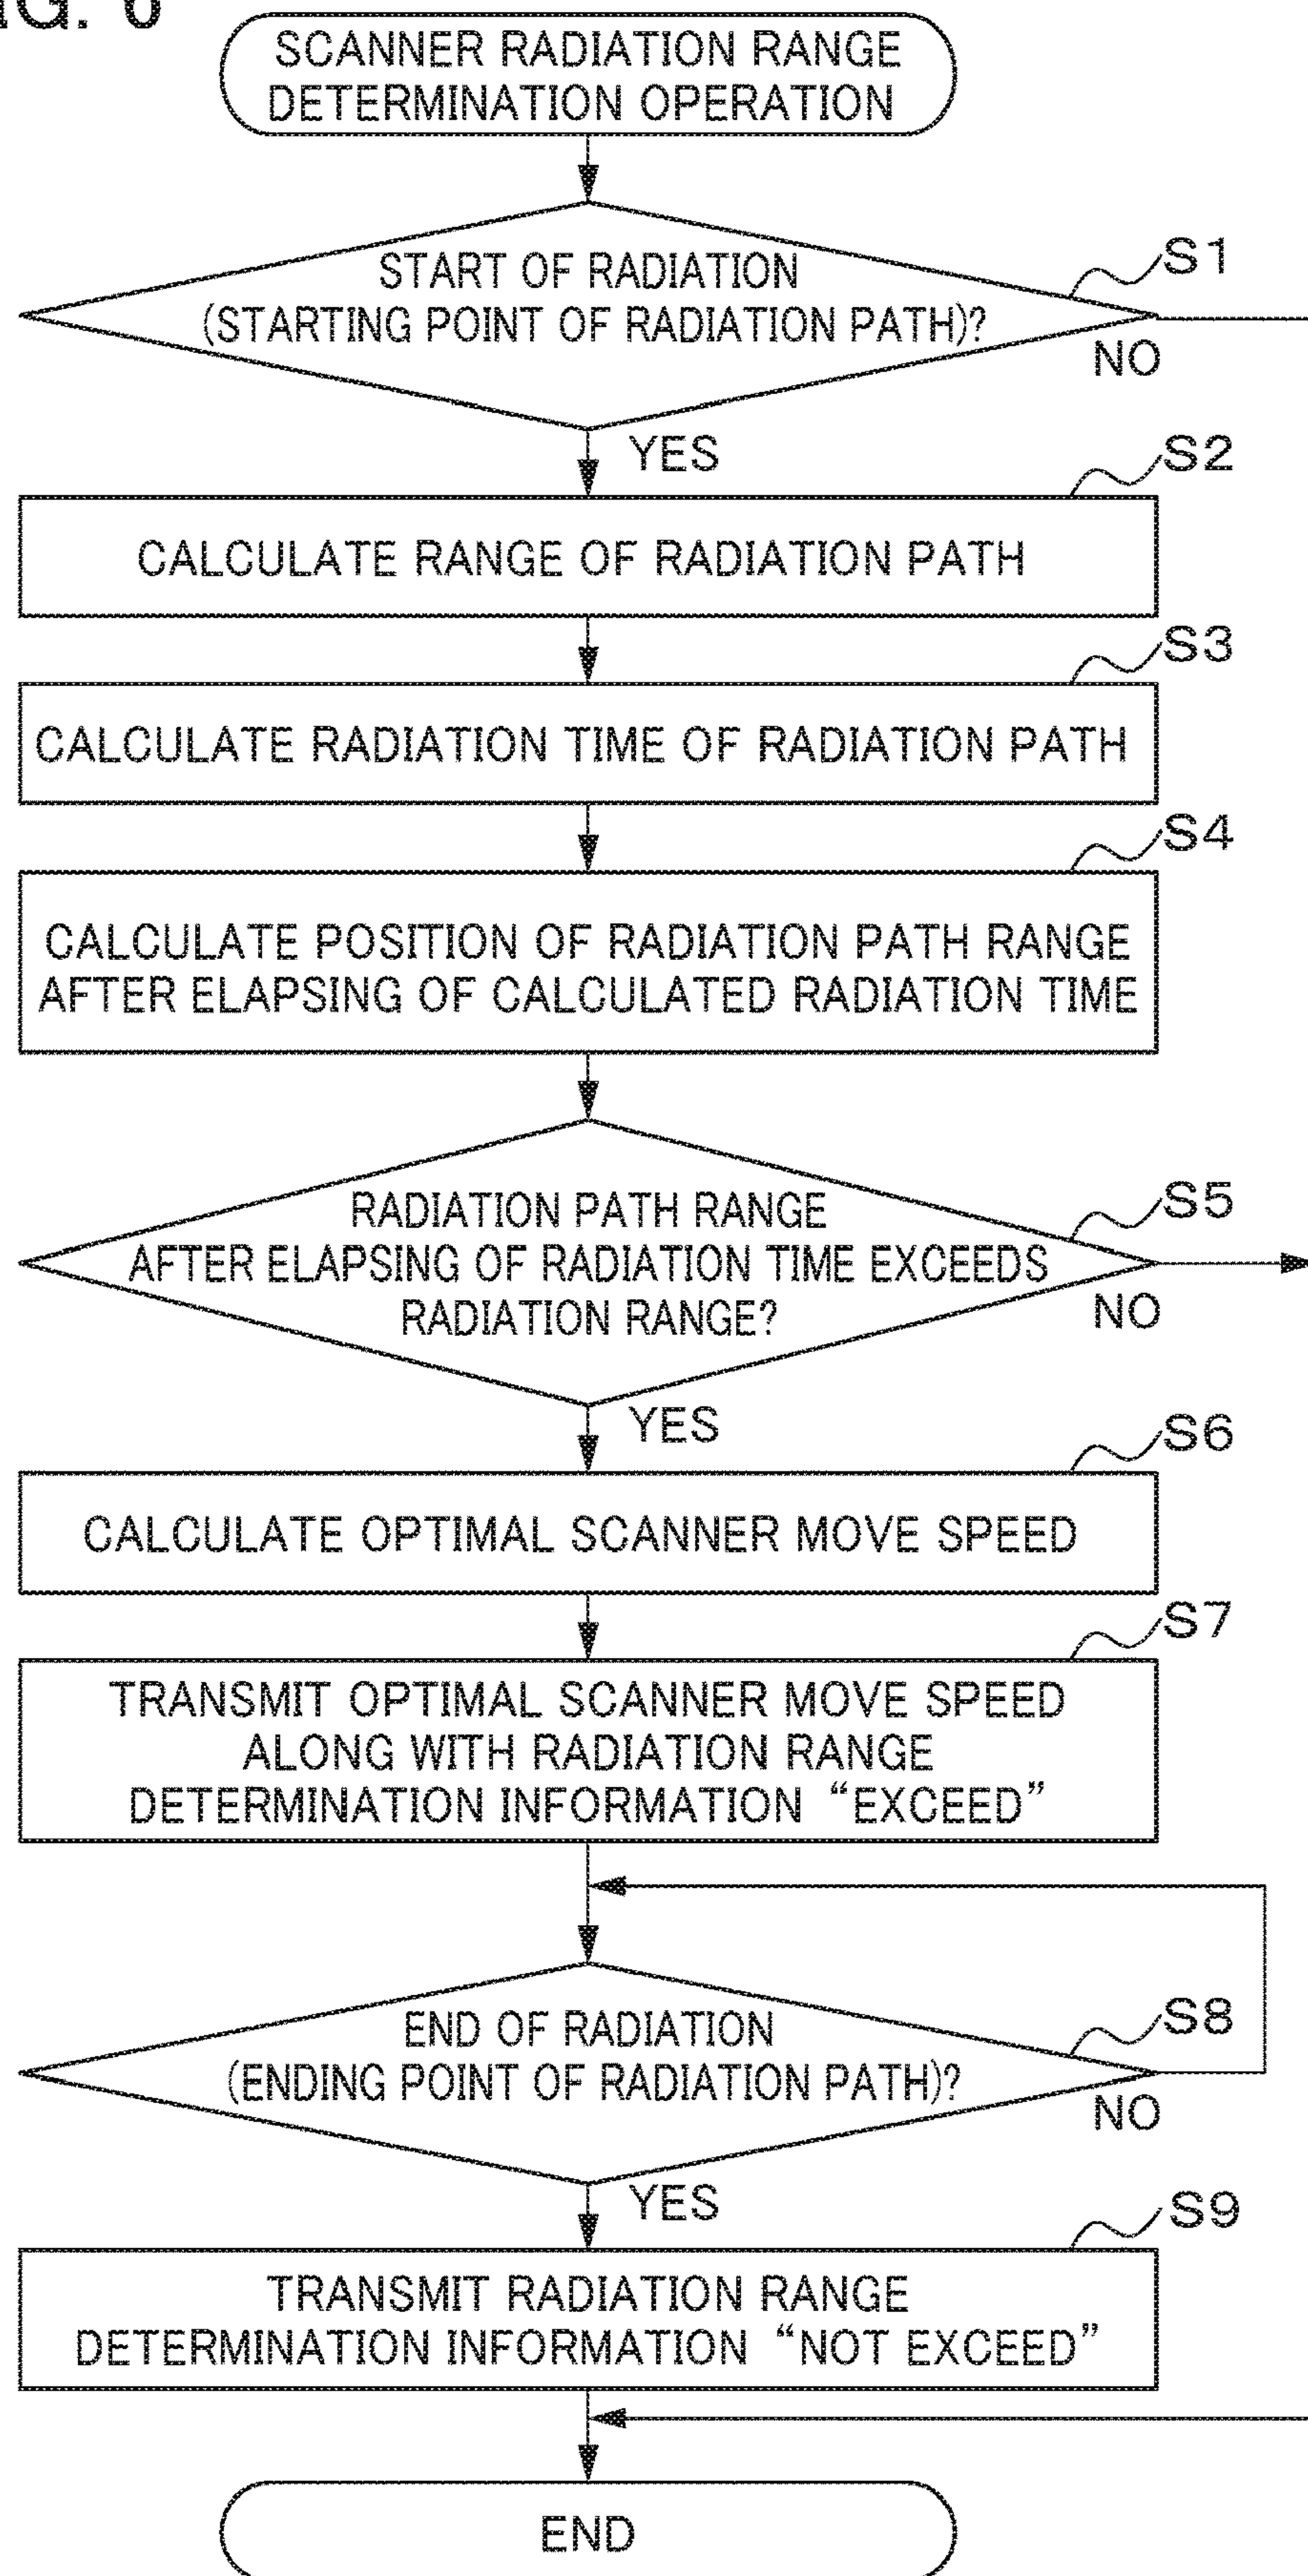 SCANNER RADIATION RANGE
DETERMINATION OPERATION
START OF RADIATION
(STARTING POINT OF RADIATION PATH)?
S1
NO
YES
S2
CALCULATE RANGE OF RADIATION PATH
S3
CALCULATE RADIATION TIME OF RADIATION PATH
S4
CALCULATE POSITION OF RADIATION PATH RANGE
AFTER ELAPSING OF CALCULATED RADIATION TIME
S5
RADIATION PATH RANGE
AFTER ELAPSING OF RADIATION TIME EXCEEDS
RADIATION RANGE?
NO
YES
S6
CALCULATE OPTIMAL SCANNER MOVE SPEED
S7
TRANSMIT OPTIMAL SCANNER MOVE SPEED
ALONG WITH RADIATION RANGE
DETERMINATION INFORMATION “EXCEED”
S8
END OF RADIATION
(ENDING POINT OF RADIATION PATH)?
NO
YES
S9
TRANSMIT RADIATION RANGE
DETERMINATION INFORMATION “NOT EXCEED”
END